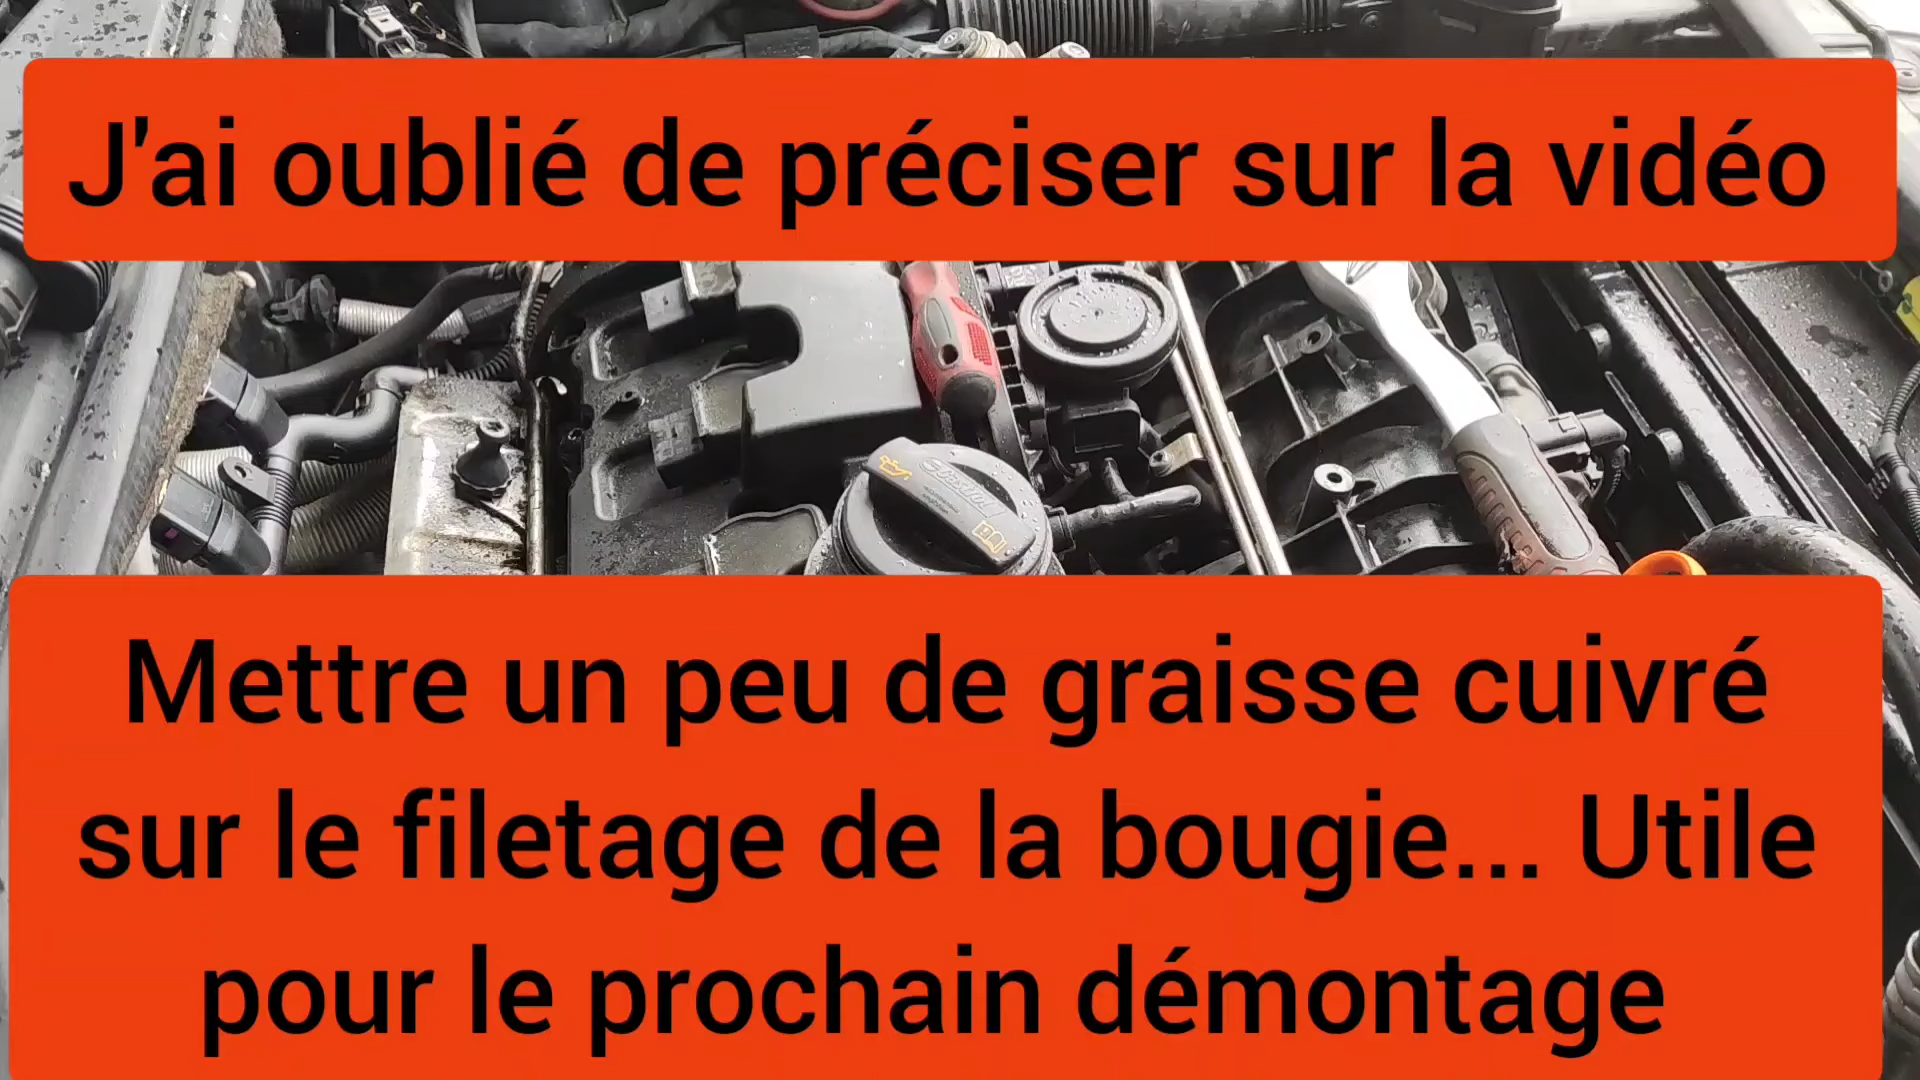 J'ai oublié de préciser sur la vidéo
Mettre un peu de graisse cuivré
sur le filetage de la bougie... Utile
pour le prochain démontage